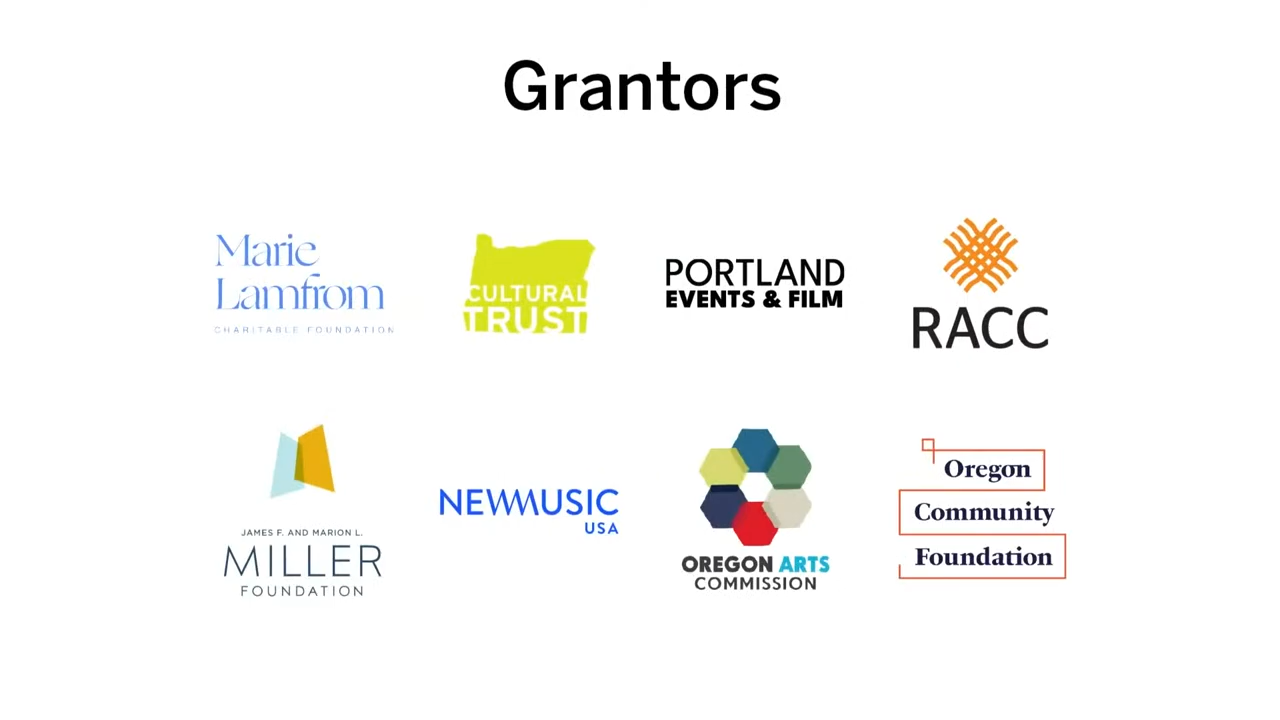 Grantors
Marie
Lamfrom
CHARITABLE FOUNDATION
CULTURAL
TRUST
PORTLAND
EVENTS & FILM
RACC
JAMES F. AND MARION L.
MILLER
FOUNDATION
NEWMUSIC
USA
OREGON ARTS
COMMISSION
Oregon
Community
Foundation